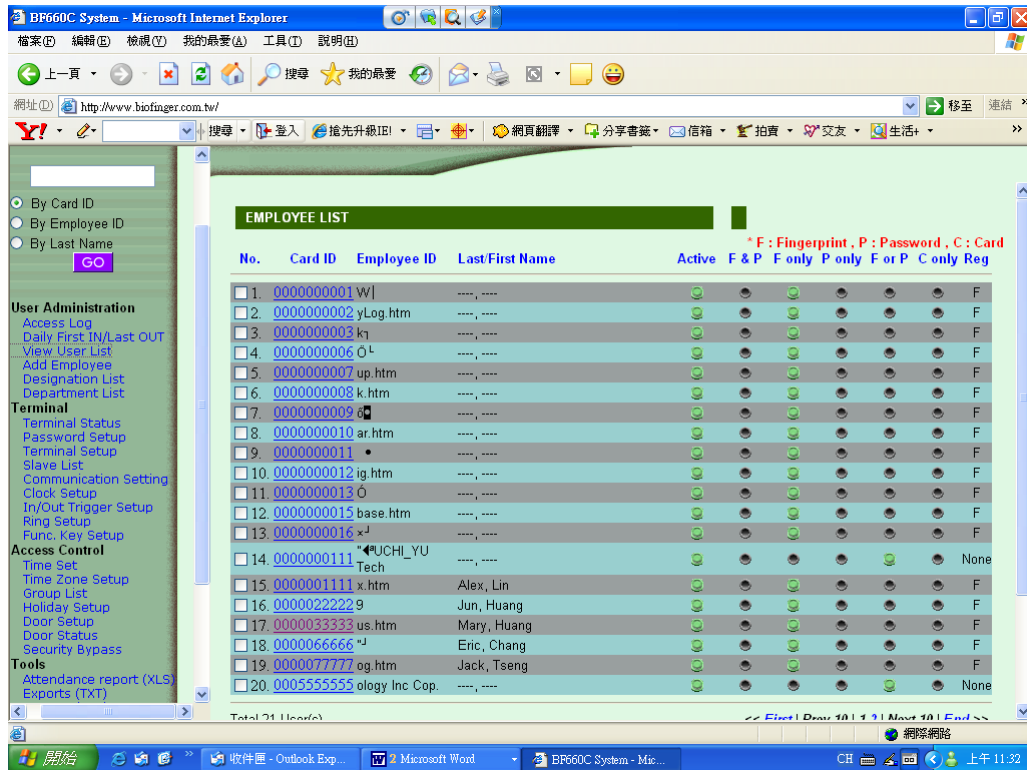 BF660C System - Microsoft Internet Explorer
檔案(F) 編輯(E) 檢視(V) 我的最愛(A) 工具(T) 說明(H)
上一頁 搜尋 我的最愛
網址(D) http://www.biofinger.com.tw/ 移至 連結 »
Y! 搜尋 登入 搶先升級IE! 網頁翻譯 分享書籤 信箱 拍賣 交友 生活+ »
By Card ID
By Employee ID
By Last Name
GO
User Administration
Access Log
Daily First IN/Last OUT
View User List
Add Employee
Designation List
Department List
Terminal
Terminal Status
Password Setup
Terminal Setup
Slave List
Communication Setting
Clock Setup
In/Out Trigger Setup
Ring Setup
Func. Key Setup
Access Control
Time Set
Time Zone Setup
Group List
Holiday Setup
Door Setup
Door Status
Security Bypass
Tools
Attendance report (XLS)
Exports (TXT)
EMPLOYEE LIST
* F : Fingerprint , P : Password , C : Card
No. Card ID Employee ID Last/First Name Active F & P F only P only F or P C only Reg
1. 0000000001 W| ----, ---- F
2. 0000000002 yLog.htm ----, ---- F
3. 0000000003 k┐ ----, ---- F
4. 0000000006 Ó└ ----, ---- F
5. 0000000007 up.htm ----, ---- F
6. 0000000008 k.htm ----, ---- F
7. 0000000009 ----, ---- F
8. 0000000010 ar.htm ----, ---- F
9. 0000000011 • ----, ---- F
10. 0000000012 ig.htm ----, ---- F
11. 0000000013 Ó ----, ---- F
12. 0000000015 base.htm ----, ---- F
13. 0000000016 ×┘ ----, ---- F
14. 0000000111 UCHI_YU Tech ----, ---- None
15. 0000001111 x.htm Alex, Lin F
16. 0000022222 9 Jun, Huang F
17. 0000033333 us.htm Mary, Huang F
18. 0000066666 "┘ Eric, Chang F
19. 0000077777 og.htm Jack, Tseng F
20. 0005555555 ology Inc Cop. ----, ---- None
Total 21 User(s) << First | Prev 10 | 1 2 | Next 10 | End >>
網際網路
開始 » 收件匣 - Outlook Exp... 2 Microsoft Word BF660C System - Mic... CH 上午 11:32